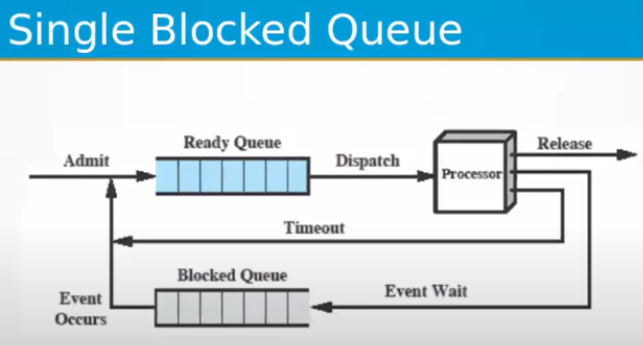 Single Blocked Queue
Ready Queue
Admit
Dispatch
Processor
Release
Timeout
Blocked Queue
Event Wait
Event
Occurs